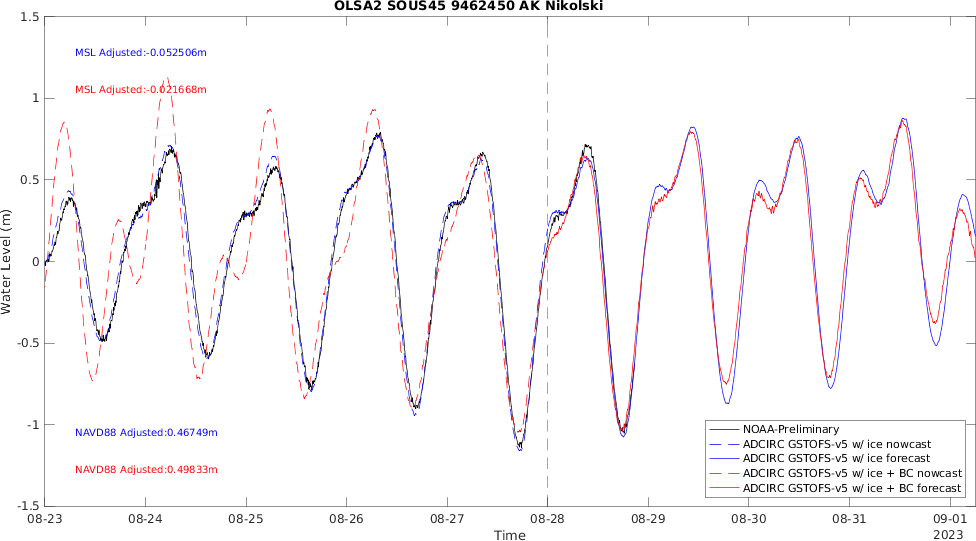 OLSA2 SOUS45 9462450 AK Nikolski
1.5
MSL Adjusted:-0.052506m
MSL Adjusted:-0.021668m
1
0.5
Water Level (m)
0
-0.5
-1
NAVD88 Adjusted:0.46749m
NAVD88 Adjusted:0.49833m
NOAA-Preliminary
ADCIRC GSTOFS-v5 w/ ice nowcast
ADCIRC GSTOFS-v5 w/ ice forecast
ADCIRC GSTOFS-v5 w/ ice + BC nowcast
ADCIRC GSTOFS-v5 w/ ice + BC forecast
-1.5
08-23 08-24 08-25 08-26 08-27 08-28 08-29 08-30 08-31 09-01
Time 2023